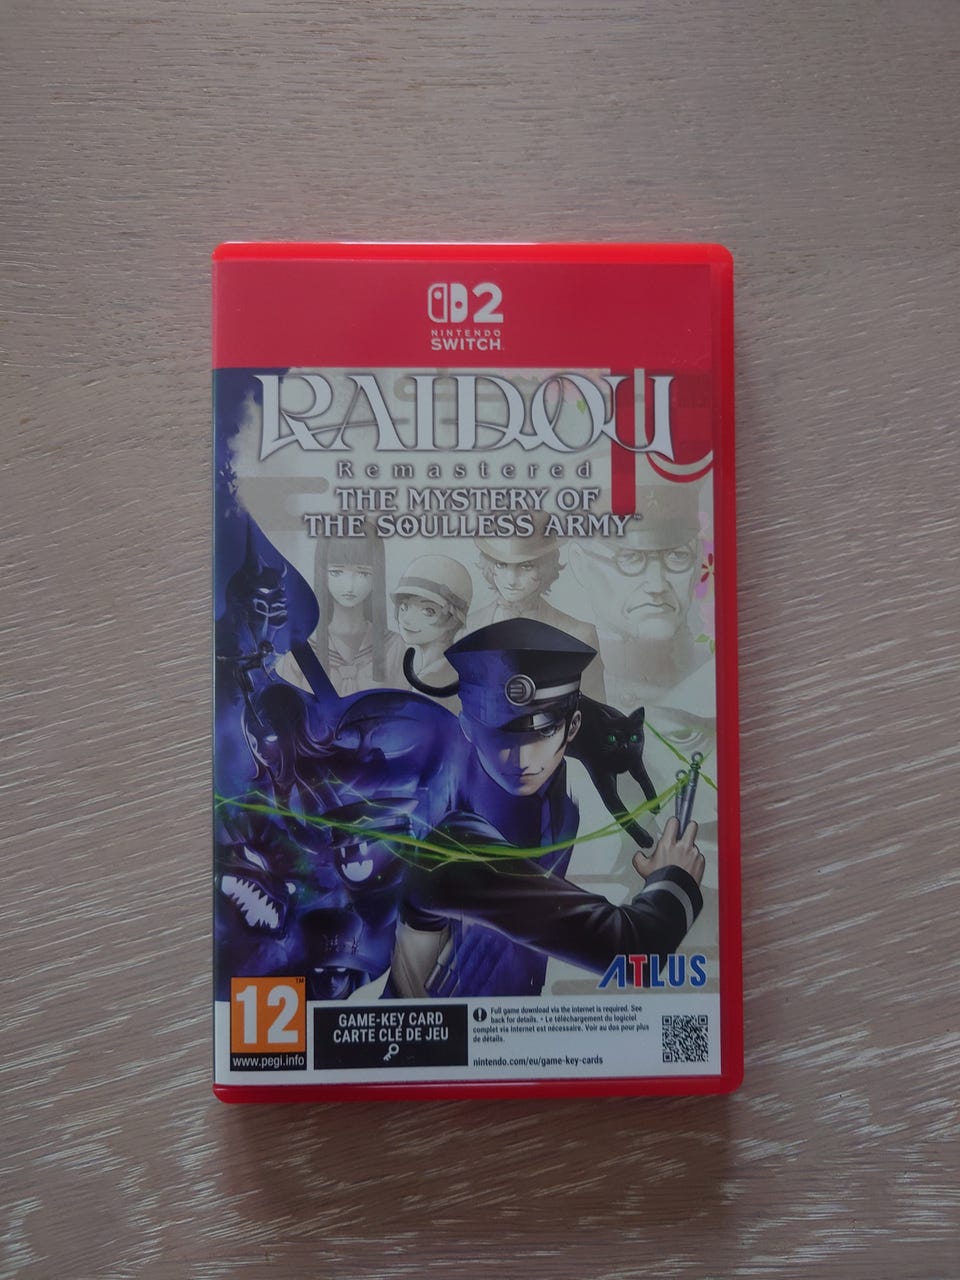 2
NINTENDO
SWITCH
RAIDOU
Remastered
THE MYSTERY OF
THE SOULLESS ARMY™
ATLUS
12™
www.pegi.info
GAME-KEY CARD
CARTE CLÉ DE JEU
! Full game download via the internet is required. See
back for details. • Le téléchargement du logiciel
complet via internet est nécessaire. Voir au dos pour plus
de détails.
nintendo.com/eu/game-key-cards